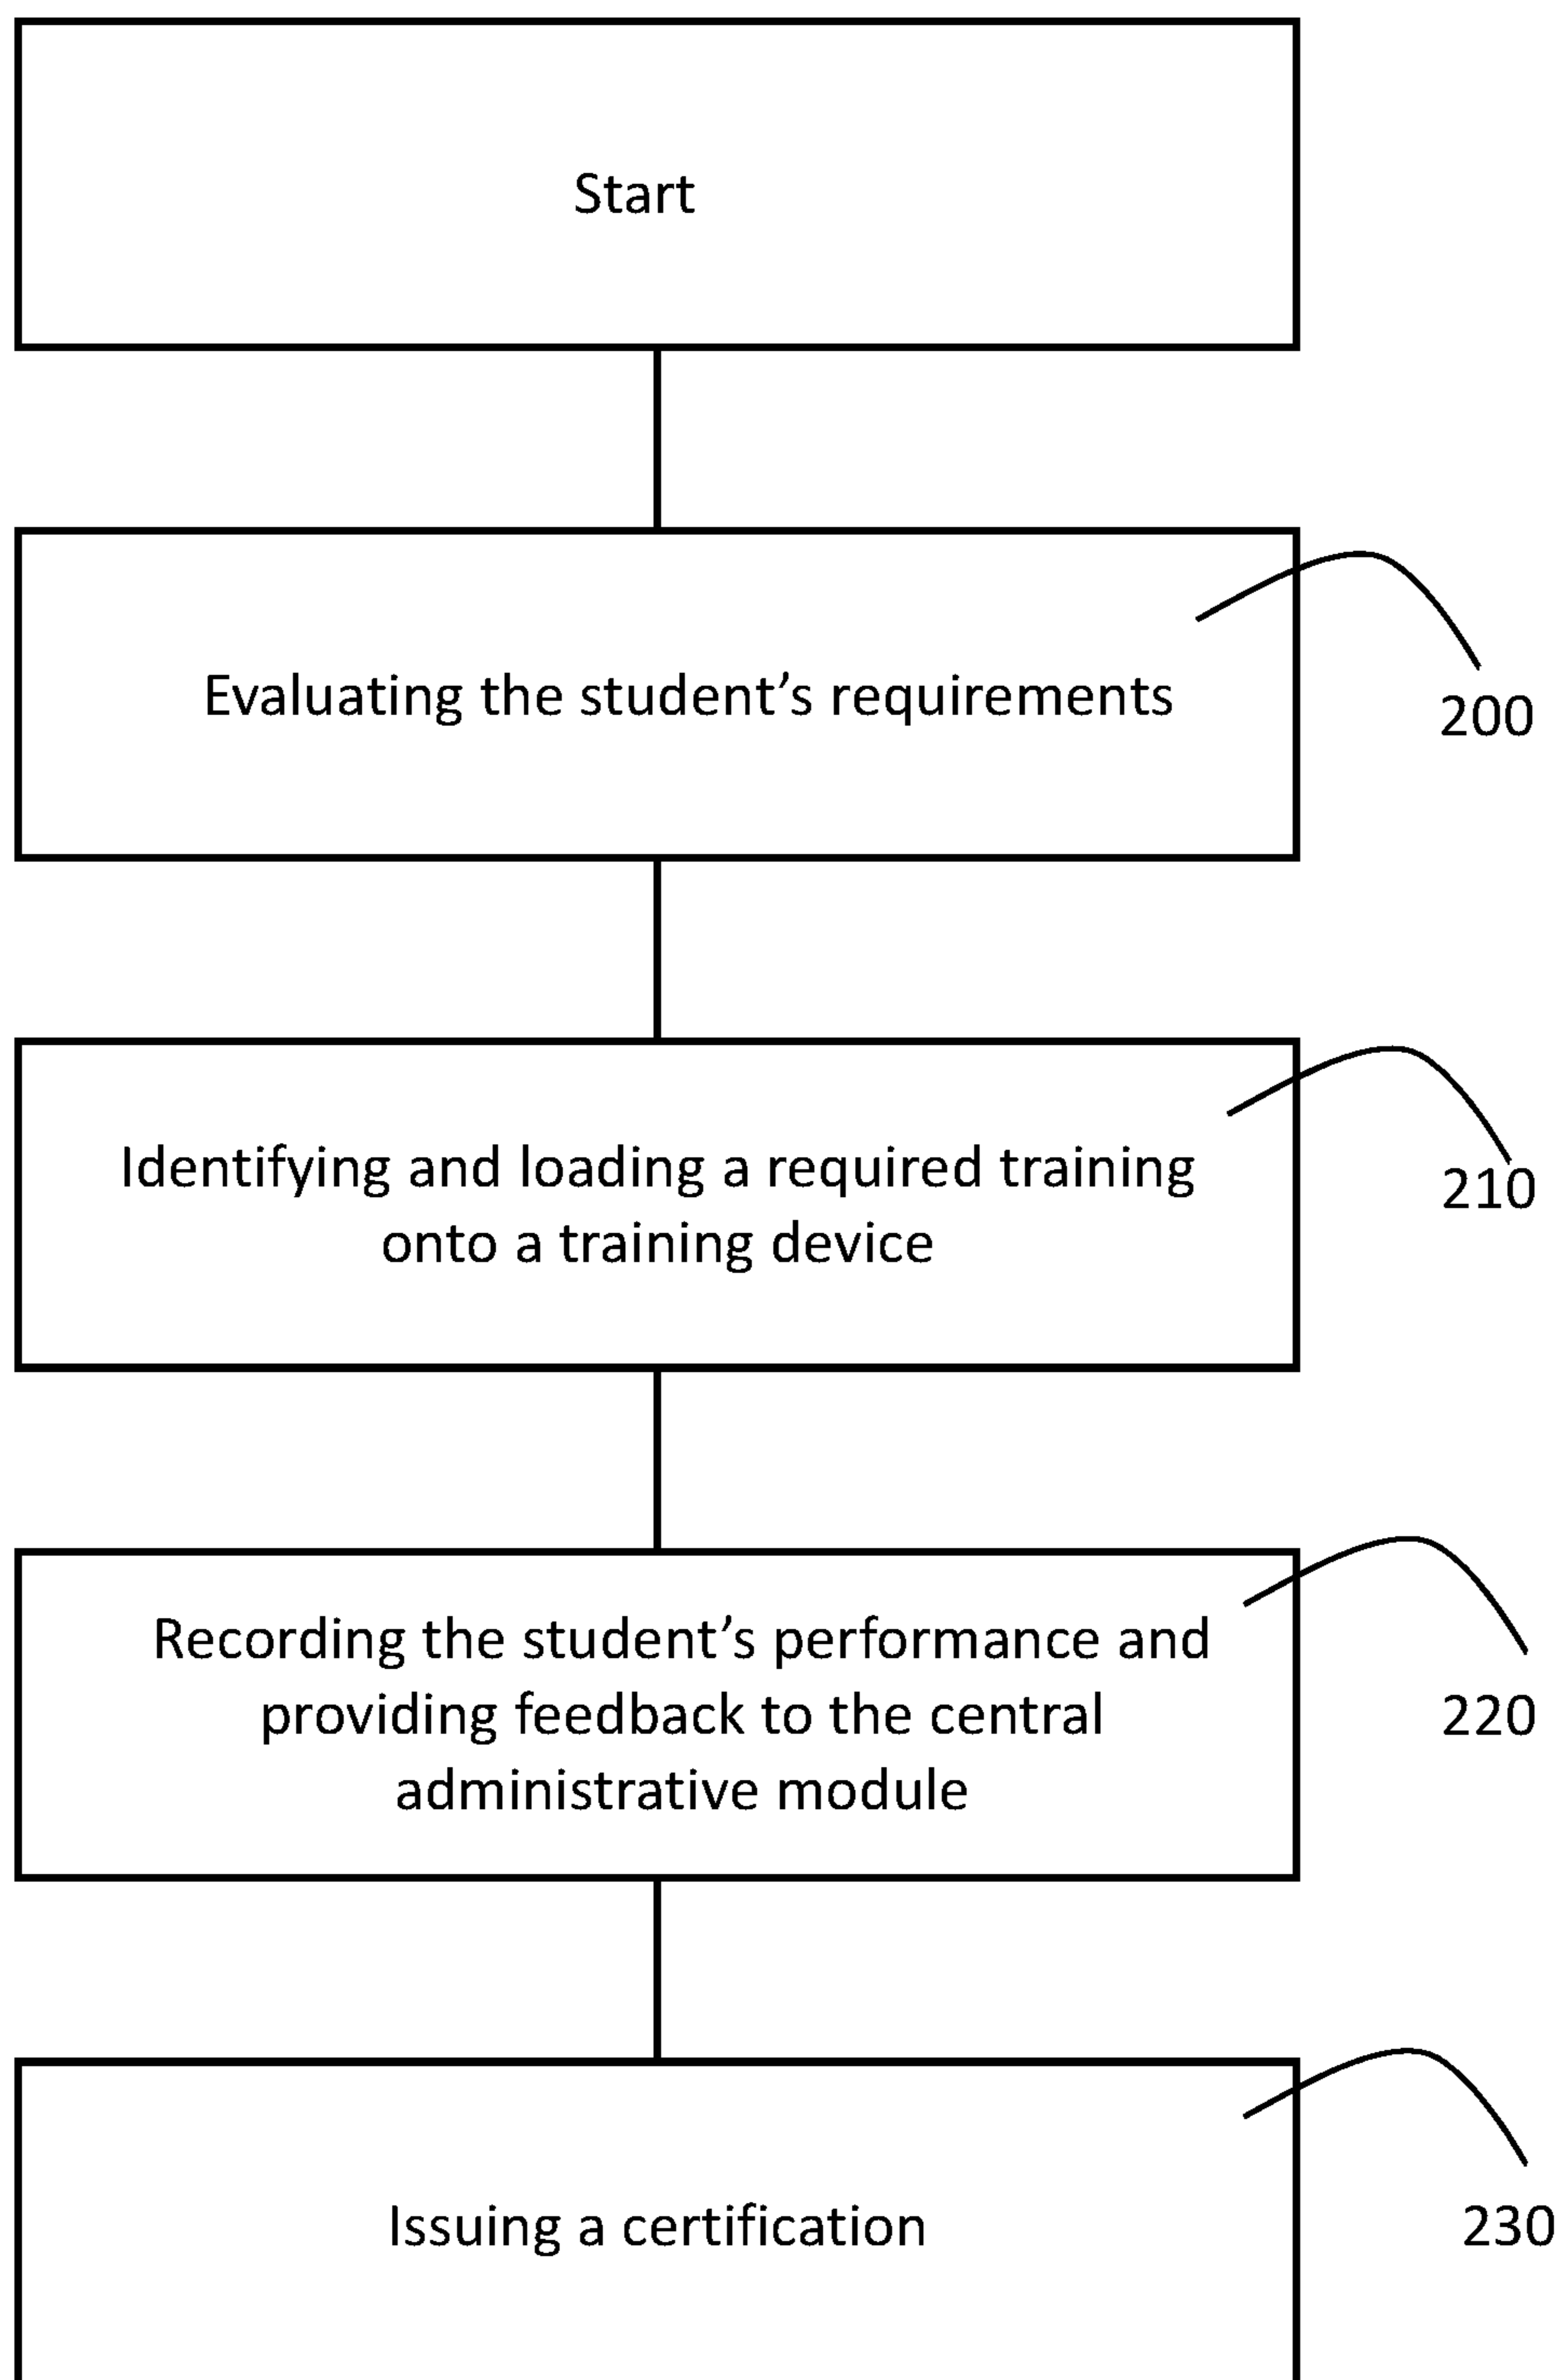 Start
Evaluating the student’s requirements
200
Identifying and loading a required training
onto a training device
210
Recording the student’s performance and
providing feedback to the central
administrative module
220
Issuing a certification
230